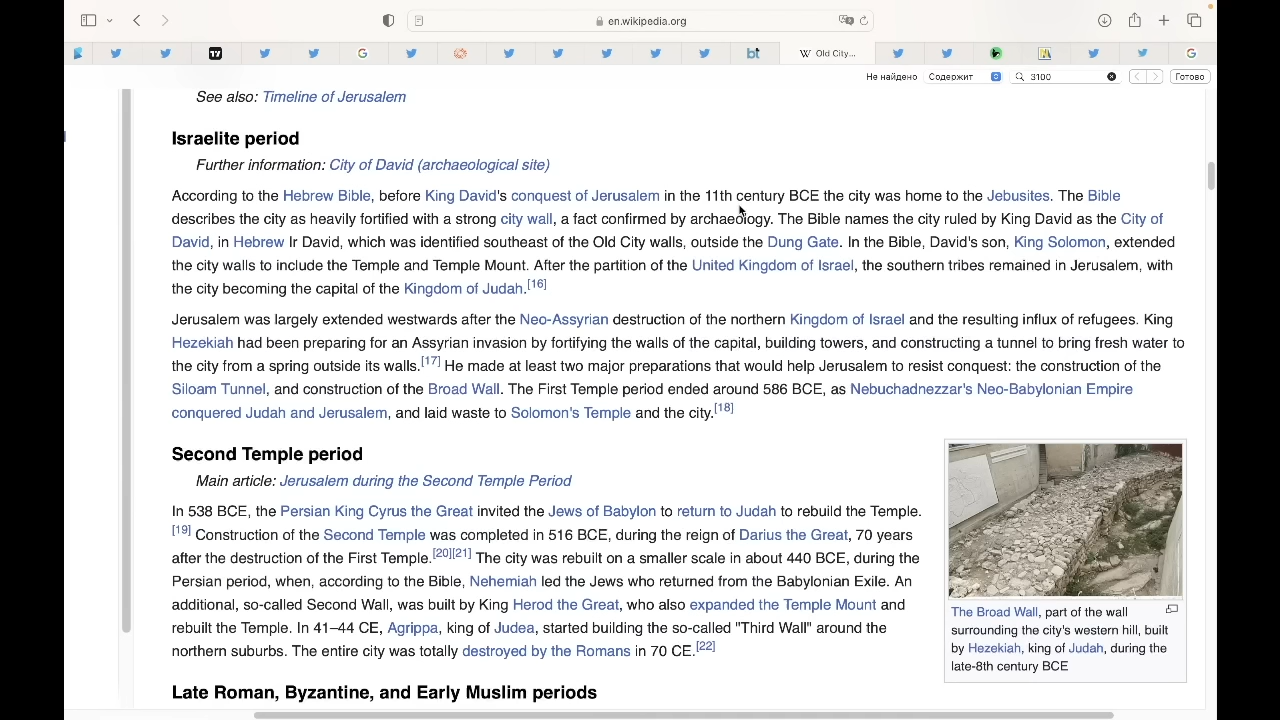 en.wikipedia.org
Old City...
Не найдено Содержит 3100 Готово
See also: Timeline of Jerusalem
Israelite period
Further information: City of David (archaeological site)
According to the Hebrew Bible, before King David's conquest of Jerusalem in the 11th century BCE the city was home to the Jebusites. The Bible
describes the city as heavily fortified with a strong city wall, a fact confirmed by archaeology. The Bible names the city ruled by King David as the City of
David, in Hebrew Ir David, which was identified southeast of the Old City walls, outside the Dung Gate. In the Bible, David's son, King Solomon, extended
the city walls to include the Temple and Temple Mount. After the partition of the United Kingdom of Israel, the southern tribes remained in Jerusalem, with
the city becoming the capital of the Kingdom of Judah.[16]
Jerusalem was largely extended westwards after the Neo-Assyrian destruction of the northern Kingdom of Israel and the resulting influx of refugees. King
Hezekiah had been preparing for an Assyrian invasion by fortifying the walls of the capital, building towers, and constructing a tunnel to bring fresh water to
the city from a spring outside its walls.[17] He made at least two major preparations that would help Jerusalem to resist conquest: the construction of the
Siloam Tunnel, and construction of the Broad Wall. The First Temple period ended around 586 BCE, as Nebuchadnezzar's Neo-Babylonian Empire
conquered Judah and Jerusalem, and laid waste to Solomon's Temple and the city.[18]
Second Temple period
Main article: Jerusalem during the Second Temple Period
In 538 BCE, the Persian King Cyrus the Great invited the Jews of Babylon to return to Judah to rebuild the Temple.
[19] Construction of the Second Temple was completed in 516 BCE, during the reign of Darius the Great, 70 years
after the destruction of the First Temple.[20][21] The city was rebuilt on a smaller scale in about 440 BCE, during the
Persian period, when, according to the Bible, Nehemiah led the Jews who returned from the Babylonian Exile. An
additional, so-called Second Wall, was built by King Herod the Great, who also expanded the Temple Mount and
rebuilt the Temple. In 41–44 CE, Agrippa, king of Judea, started building the so-called "Third Wall" around the
northern suburbs. The entire city was totally destroyed by the Romans in 70 CE.[22]
The Broad Wall, part of the wall
surrounding the city's western hill, built
by Hezekiah, king of Judah, during the
late-8th century BCE
Late Roman, Byzantine, and Early Muslim periods